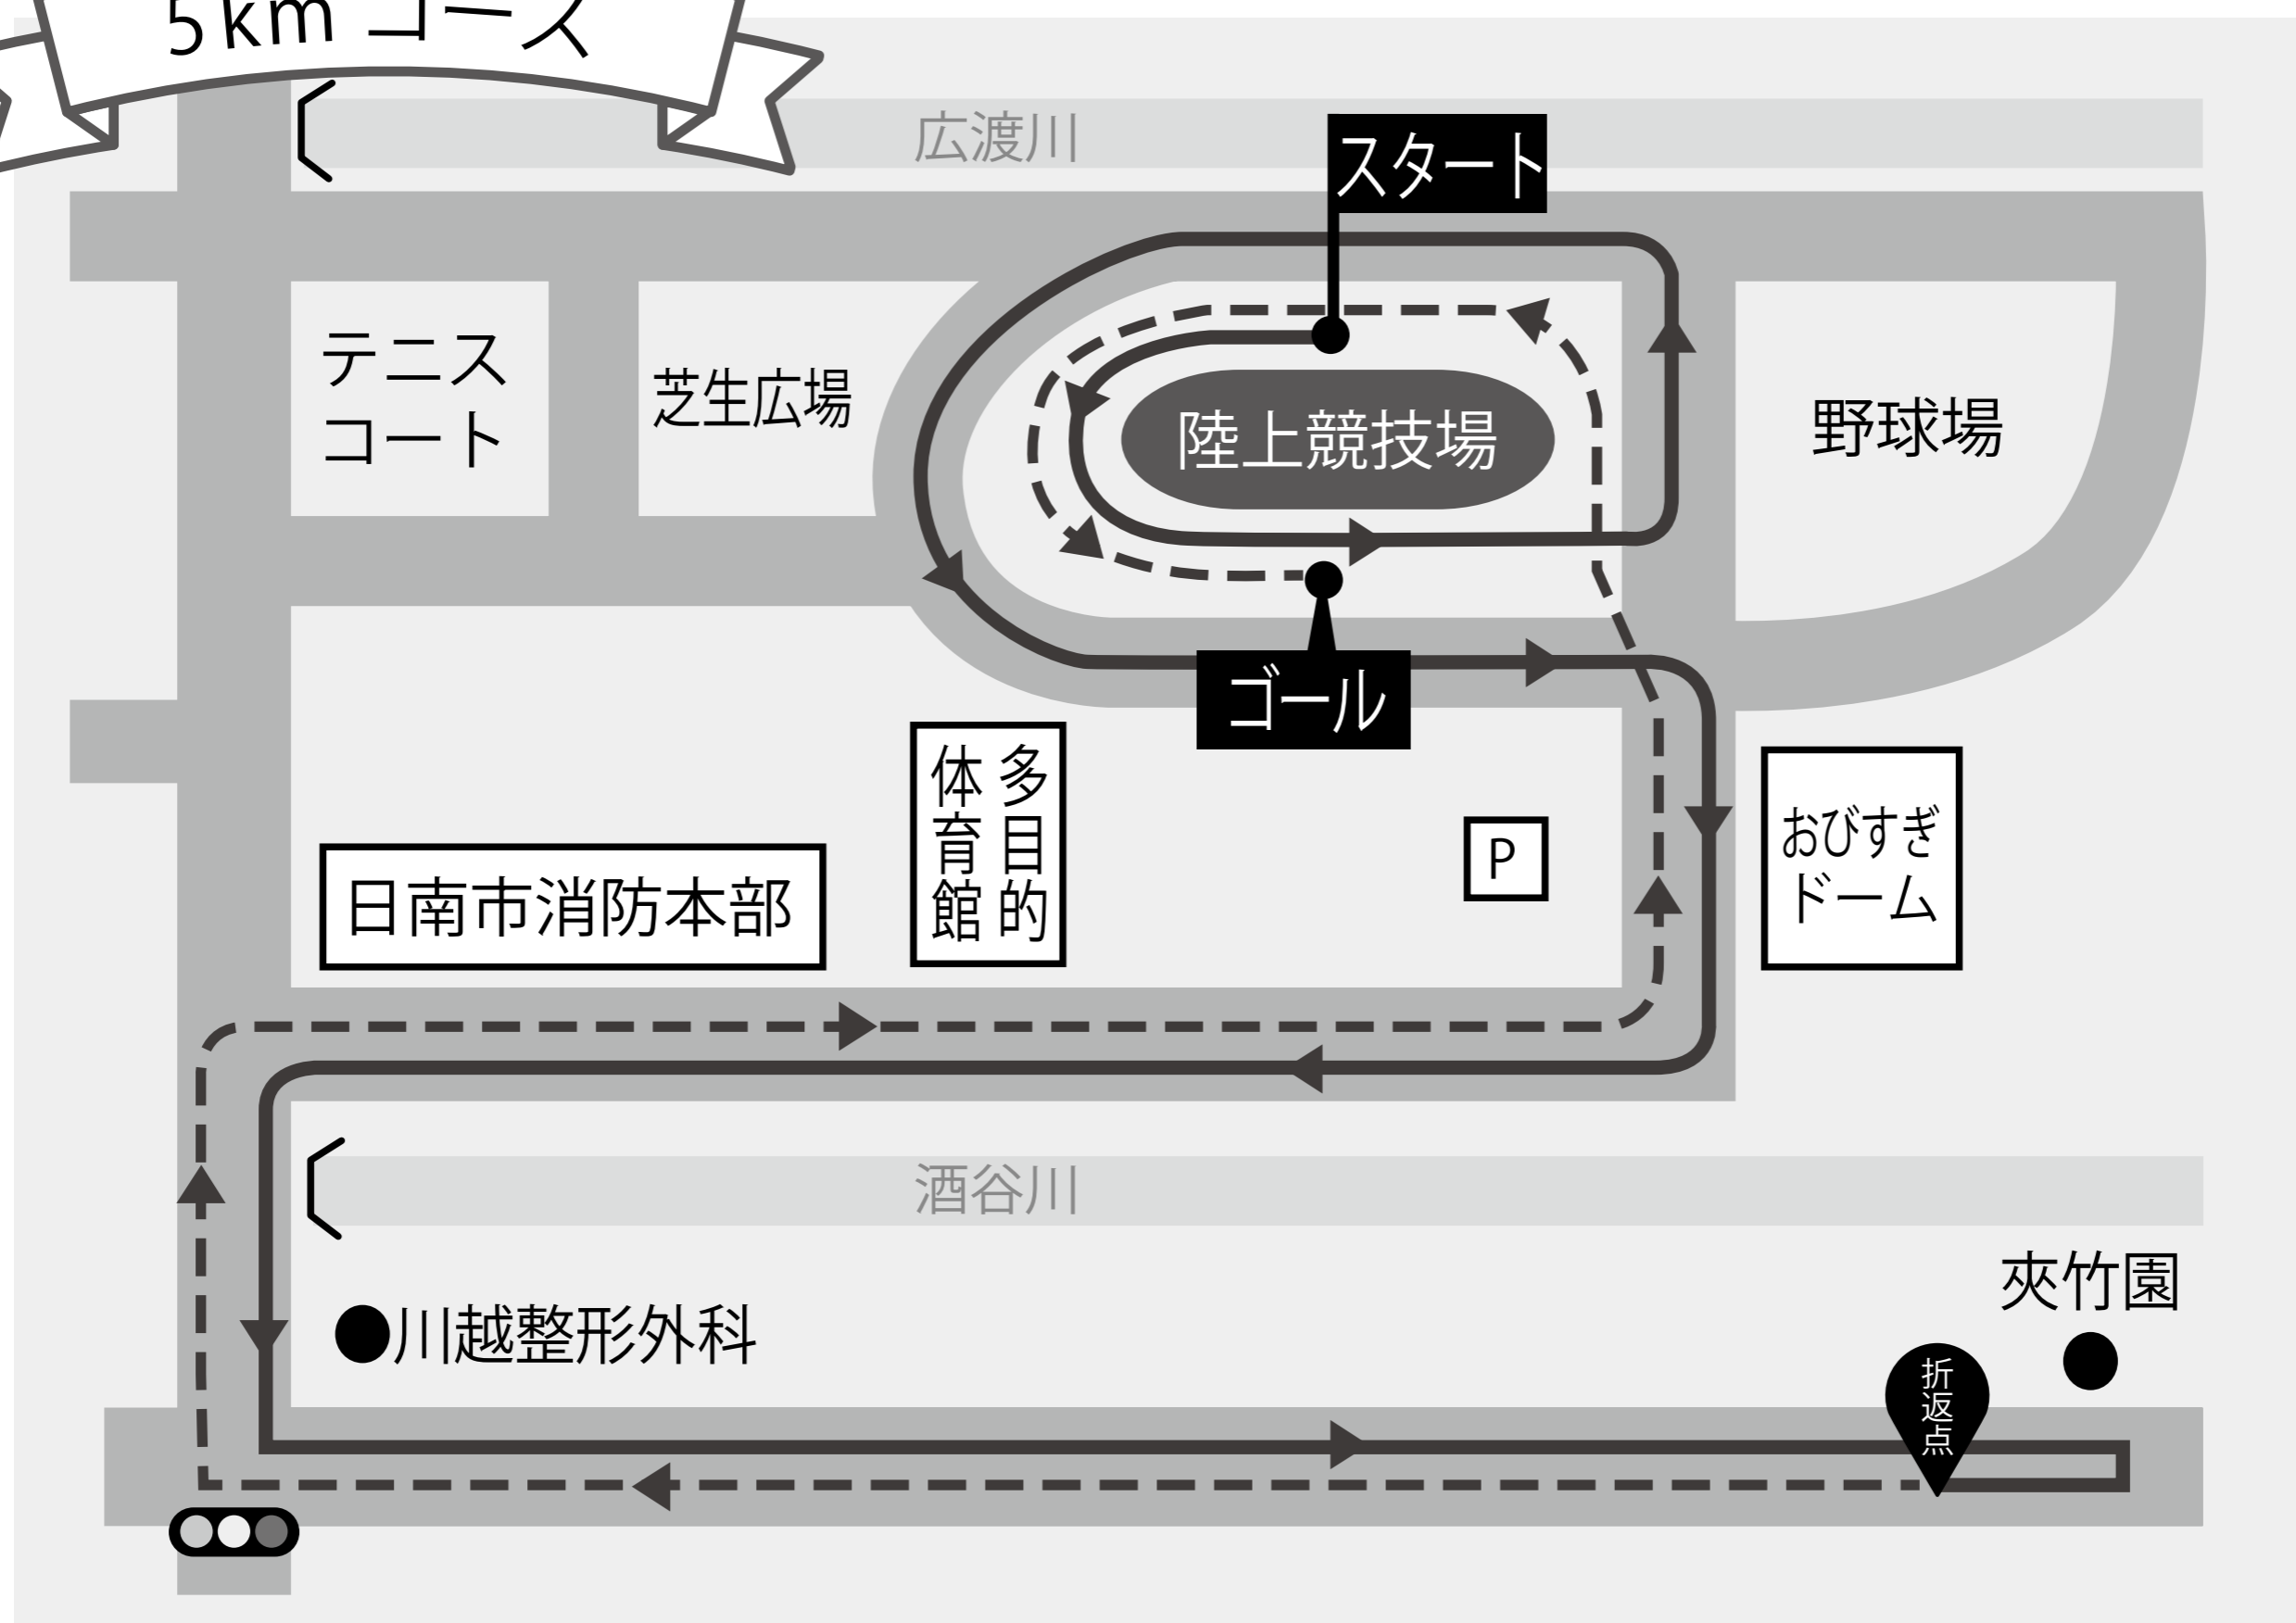 5kmコース
広渡川
スタート
テニス
コート
芝生広場
陸上競技場
野球場
ゴール
多目的
体育館
P
おびすぎ
ドーム
日南市消防本部
酒谷川
夾竹園
川越整形外科
折返点